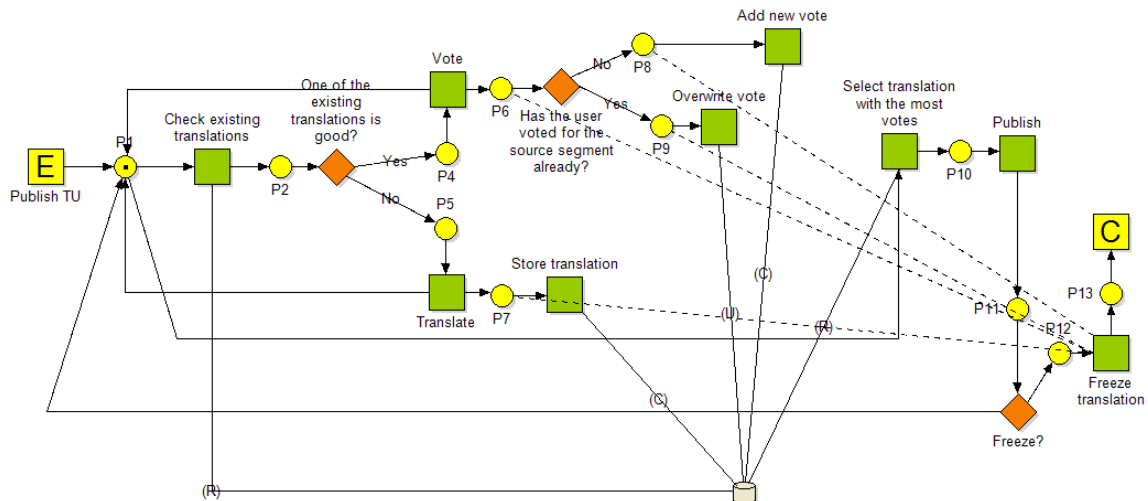 Add new vote
Vote
No
P8
One of the
existing
translations is
good?
P6
Select translation
with the most
votes
Check existing
translations
Yes
Overwrite vote
Has the user
voted for the
source segment
already?
Publish
P1
P9
E
Publish TU
P2
Yes
P4
P10
No
P5
C
Store translation
(C)
P13
Translate
P7
(U)
(R)
P11
P12
Freeze
translation
(C)
Freeze?
(R)